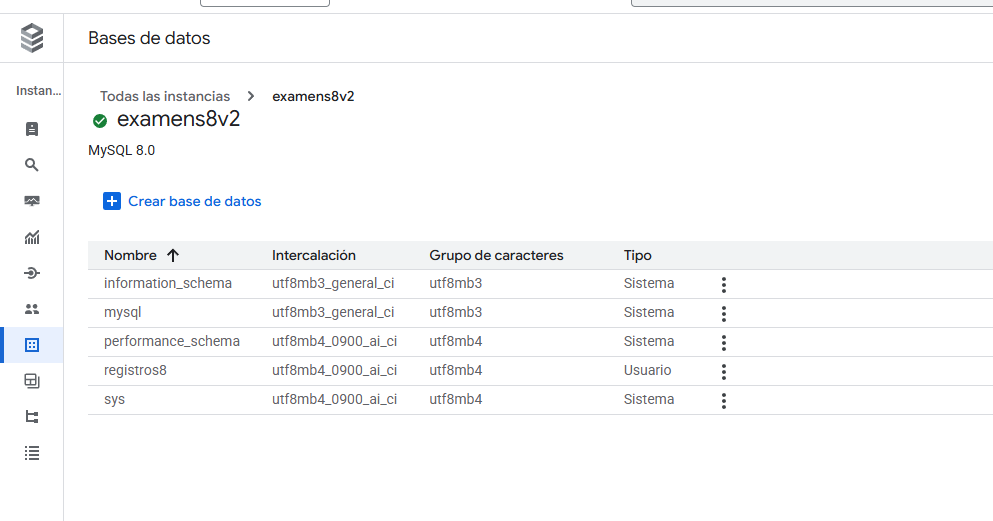 Bases de datos
Instan...
Todas las instancias > examens8v2
examens8v2
MySQL 8.0
Crear base de datos
Nombre Intercalación Grupo de caracteres Tipo
information_schema utf8mb3_general_ci utf8mb3 Sistema
mysql utf8mb3_general_ci utf8mb3 Sistema
performance_schema utf8mb4_0900_ai_ci utf8mb4 Sistema
registros8 utf8mb4_0900_ai_ci utf8mb4 Usuario
sys utf8mb4_0900_ai_ci utf8mb4 Sistema